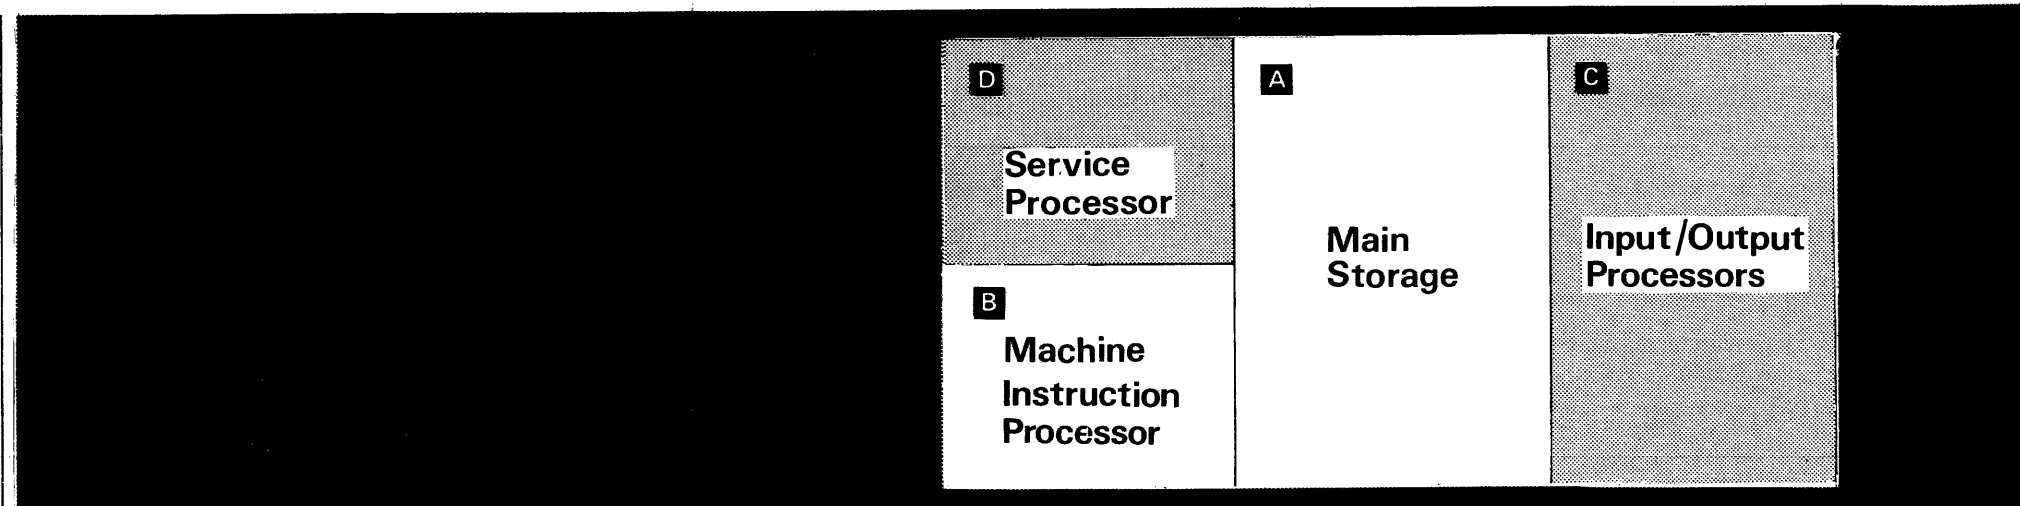 D
Service
Processor
B
Machine
Instruction
Processor
A
Main
Storage
C
Input/Output
Processors